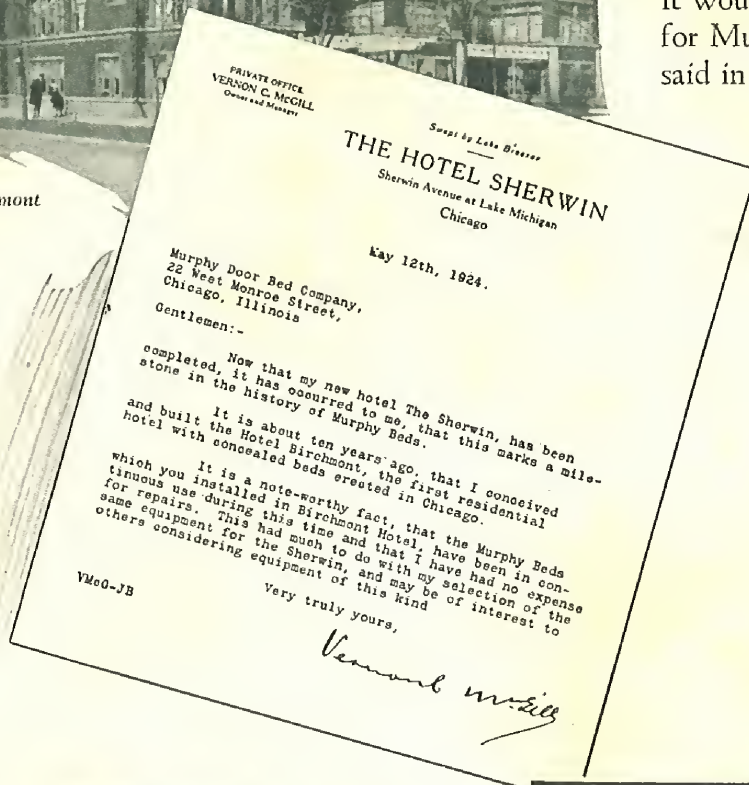 It wou
for Mu
said in
mont
PRIVATE OFFICE
VERNON C. McGILL
Owner and Manager
Swept by Lake Breezes
THE HOTEL SHERWIN
Sherwin Avenue at Lake Michigan
Chicago
May 12th, 1924.
Murphy Door Bed Company,
22 West Monroe Street,
Chicago, Illinois
Gentlemen:-
Now that my new hotel The Sherwin, has been
completed, it has occurred to me, that this marks a mile-
stone in the history of Murphy Beds.
It is about ten years ago, that I conceived
and built the Hotel Birchmont, the first residential
hotel with concealed beds erected in Chicago.
It is a note-worthy fact, that the Murphy Beds
which you installed in Birchmont Hotel, have been in con-
tinuous use during this time and that I have had no expense
for repairs. This had much to do with my selection of the
same equipment for the Sherwin, and may be of interest to
others considering equipment of this kind
Very truly yours,
VMcG-JB
Vernon C McGill